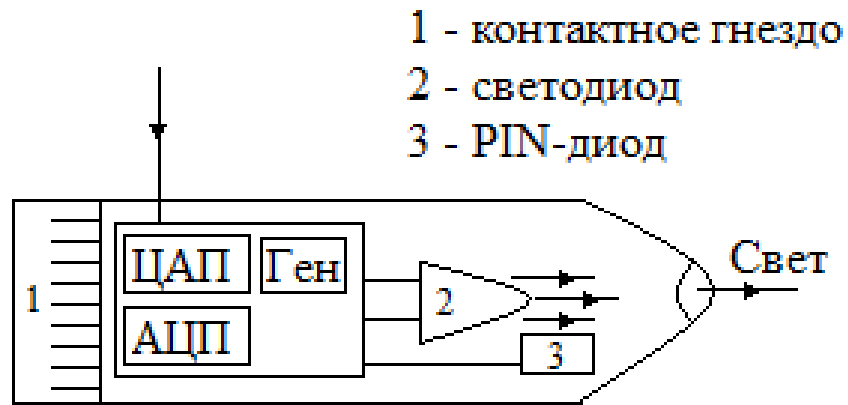 1 - контактное гнездо
2 - светодиод
3 - PIN-диод
ЦАП Ген
Свет
1
2
АЦП
3